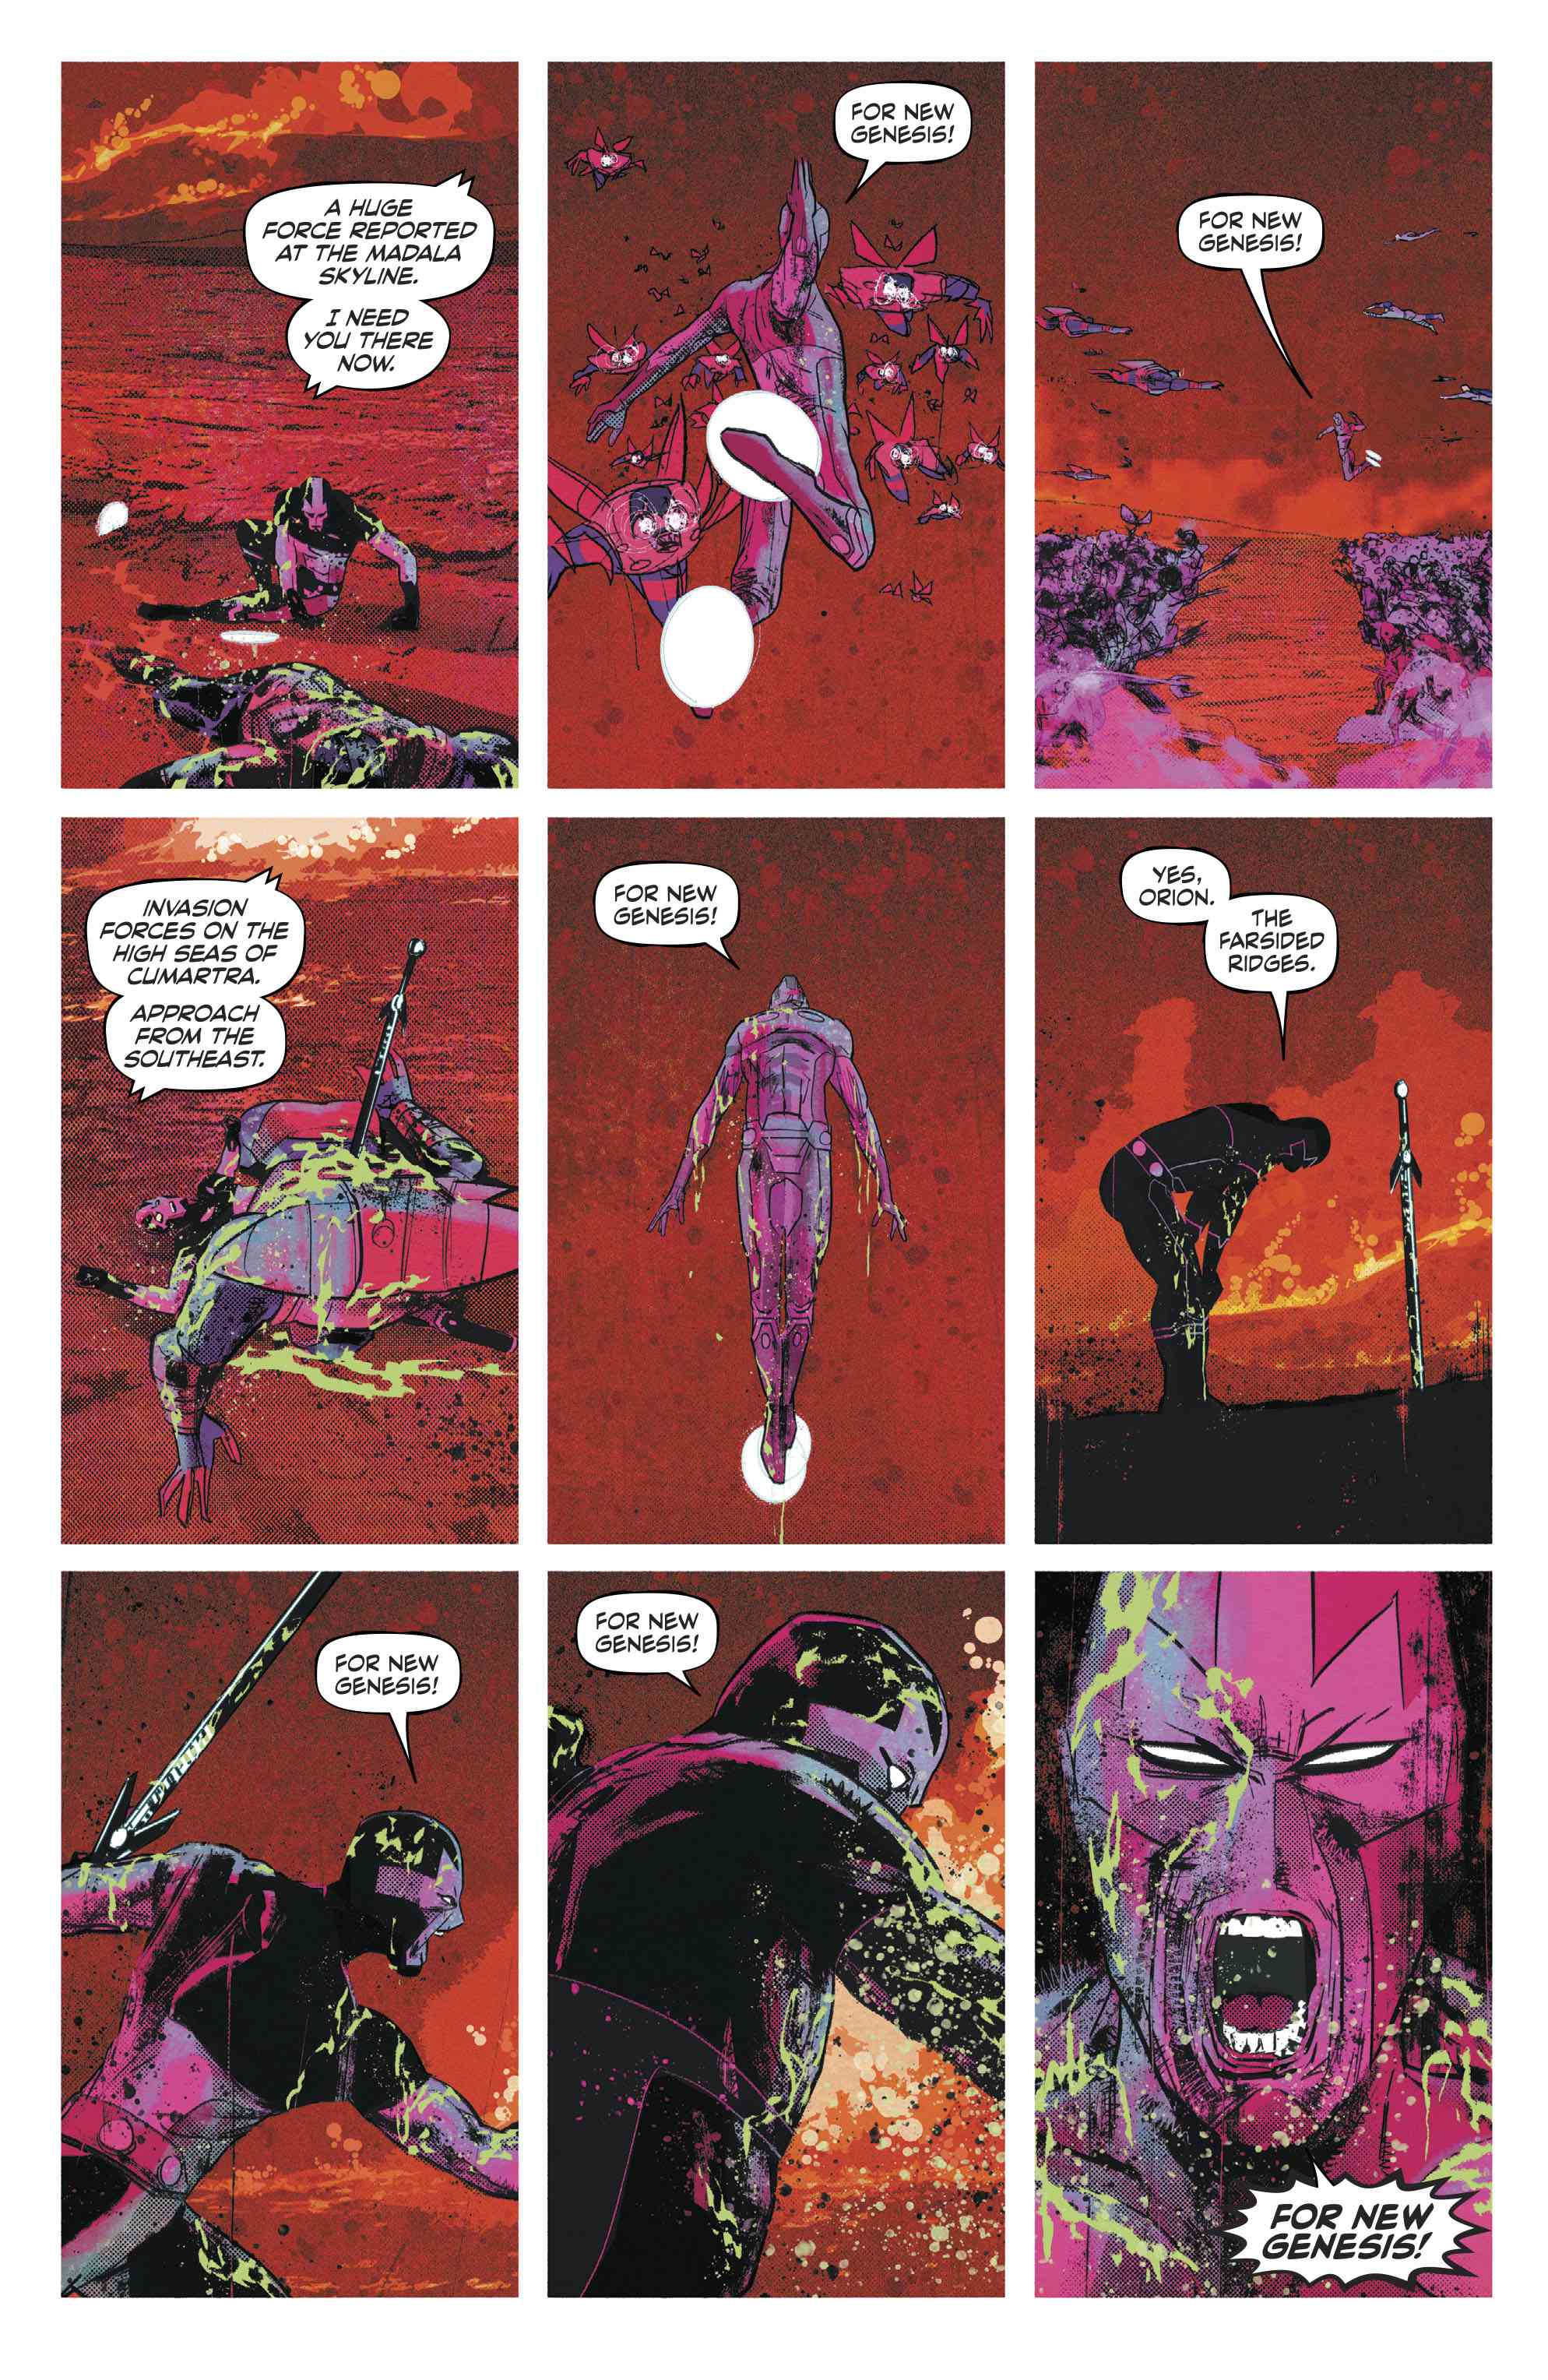 A HUGE
FORCE REPORTED
AT THE MADALA
SKYLINE.
I NEED
YOU THERE
NOW.
FOR NEW
GENESIS!
FOR NEW
GENESIS!
INVASION
FORCES ON THE
HIGH SEAS OF
CUMARTRA.
APPROACH
FROM THE
SOUTHEAST.
FOR NEW
GENESIS!
YES,
ORION.
THE
FARSIDED
RIDGES.
FOR NEW
GENESIS!
FOR NEW
GENESIS!
FOR NEW
GENESIS!